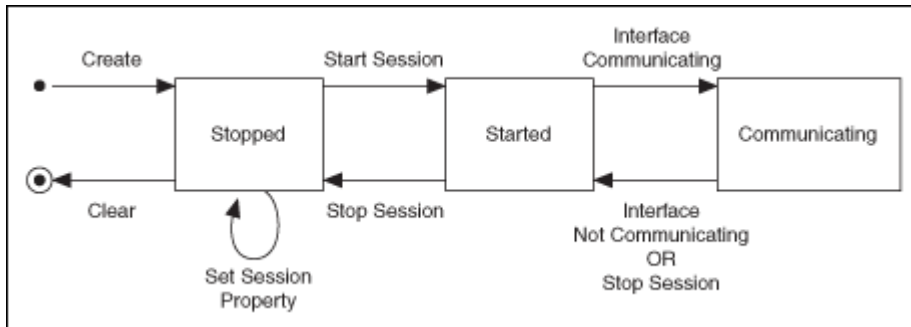 Create
Start Session
Interface
Communicating
Stopped
Started
Communicating
Clear
Stop Session
Interface
Not Communicating
OR
Stop Session
Set Session
Property